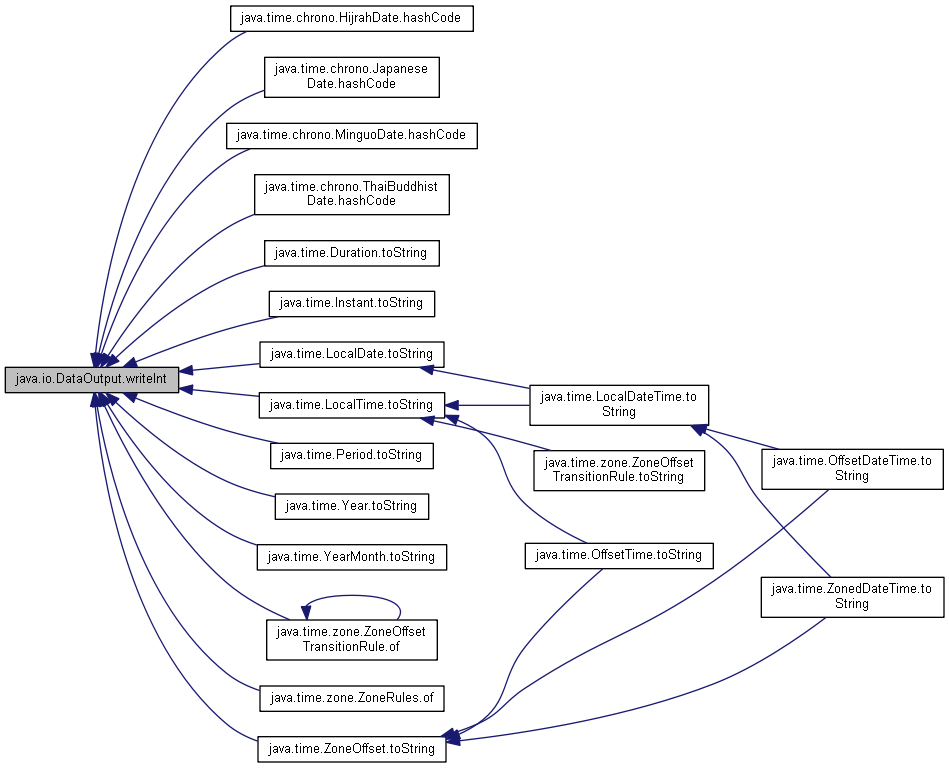 java.time.chrono.HijrahDate.hashCode
java.time.chrono.Japanese
Date.hashCode
java.time.chrono.MinguoDate.hashCode
java.time.chrono.ThaiBuddhist
Date.hashCode
java.time.Duration.toString
java.time.Instant.toString
java.time.LocalDate.toString
java.io.DataOutput.writeInt
java.time.LocalTime.toString
java.time.LocalDateTime.to
String
java.time.Period.toString
java.time.zone.ZoneOffset
TransitionRule.toString
java.time.OffsetDateTime.to
String
java.time.Year.toString
java.time.YearMonth.toString
java.time.OffsetTime.toString
java.time.ZonedDateTime.to
String
java.time.zone.ZoneOffset
TransitionRule.of
java.time.zone.ZoneRules.of
java.time.ZoneOffset.toString